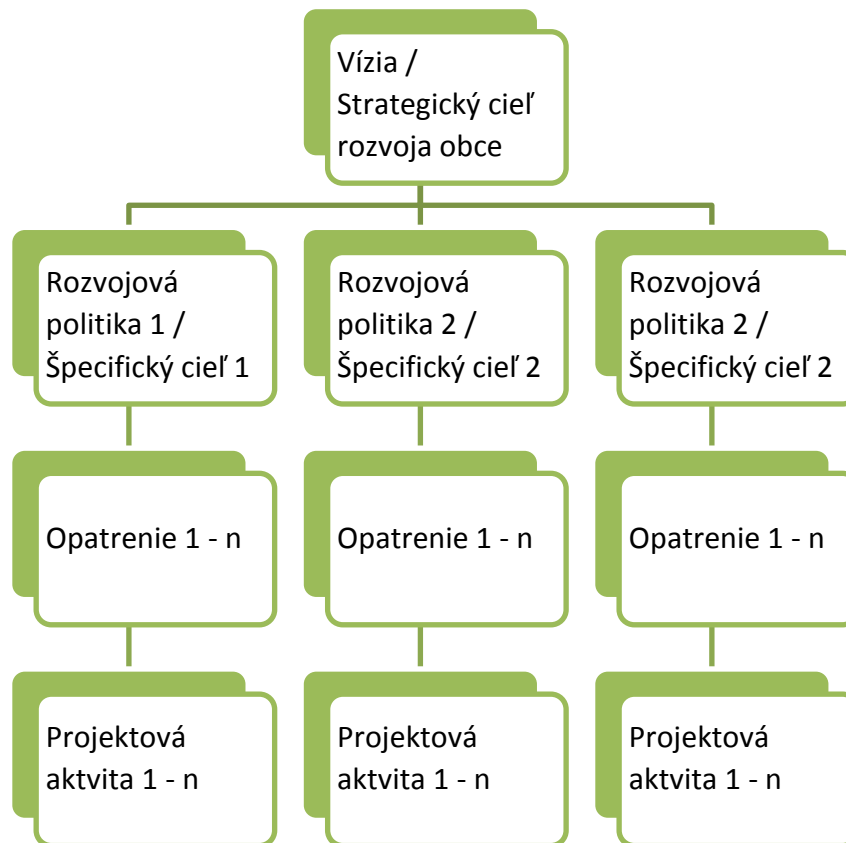 Vízia /
Strategický cieľ
rozvoja obce
Rozvojová
politika 1 /
Špecifický cieľ 1
Rozvojová
politika 2 /
Špecifický cieľ 2
Rozvojová
politika 2 /
Špecifický cieľ 2
Opatrenie 1 - n
Opatrenie 1 - n
Opatrenie 1 - n
Projektová
aktvita 1 - n
Projektová
aktvita 1 - n
Projektová
aktvita 1 - n